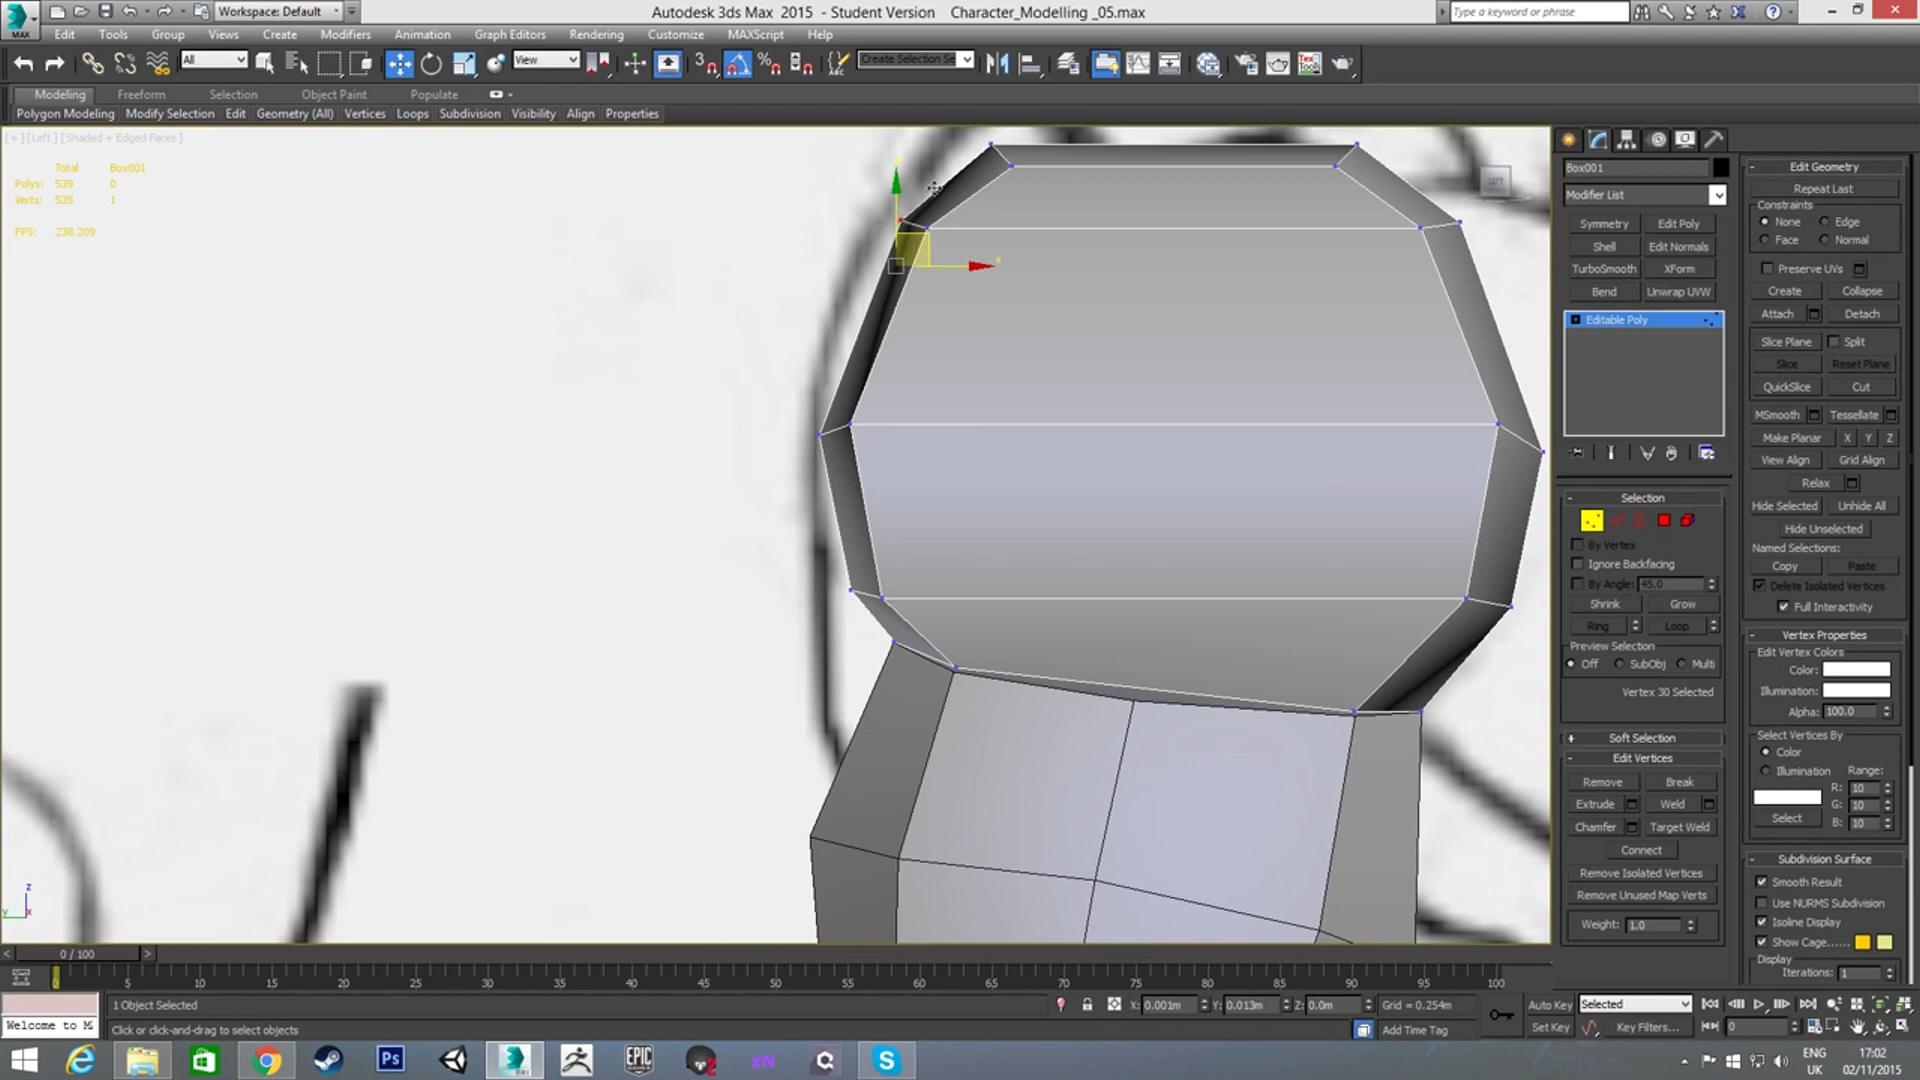 Workspace: Default
Autodesk 3ds Max 2015 - Student Version Character_Modelling _05.max
Type a keyword or phrase
MAX
Edit Tools Group Views Create Modifiers Animation Graph Editors Rendering Customize MAXScript Help
All
View
Create Selection Se
Modeling Freeform Selection Object Paint Populate
Polygon Modeling Modify Selection Edit Geometry (All) Vertices Loops Subdivision Visibility Align Properties
[+] [Left] [Shaded + Edged Faces]
Total Box001
Polys: 539 0
Verts: 535 1
FPS: 238.209
x
z
y x
Box001
Modifier List
Symmetry Edit Poly
Shell Edit Normals
TurboSmooth XForm
Bend Unwrap UVW
Editable Poly
- Selection
By Vertex
Ignore Backfacing
By Angle: 45.0
Shrink Grow
Ring Loop
Preview Selection
Off SubObj Multi
Vertex 30 Selected
+ Soft Selection
- Edit Vertices
Remove Break
Extrude Weld
Chamfer Target Weld
Connect
Remove Isolated Vertices
Remove Unused Map Verts
Weight: 1.0
- Edit Geometry
Repeat Last
Constraints
None Edge
Face Normal
Preserve UVs
Create Collapse
Attach Detach
Slice Plane Split
Slice Reset Plane
QuickSlice Cut
MSmooth Tessellate
Make Planar X Y Z
View Align Grid Align
Relax
Hide Selected Unhide All
Hide Unselected
Named Selections:
Copy Paste
Delete Isolated Vertices
Full Interactivity
- Vertex Properties
Edit Vertex Colors
Color:
Illumination:
Alpha: 100.0
Select Vertices By
Color
Illumination Range:
R: 10
G: 10
B: 10
Select
- Subdivision Surface
Smooth Result
Use NURMS Subdivision
Isoline Display
Show Cage......
Display
Iterations: 1
< 0 / 100 >
5 10 15 20 25 30 35 40 45 50 55 60 65 70 75 80 85 90 95 100
1 Object Selected
X: 0.001m Y: 0.013m Z: 0.0m Grid = 0.254m
Auto Key Selected
Welcome to M
Click or click-and-drag to select objects
Add Time Tag
Set Key Key Filters... 0
Ps
EPIC GAMES
xN
ENG
UK
17:02
02/11/2015